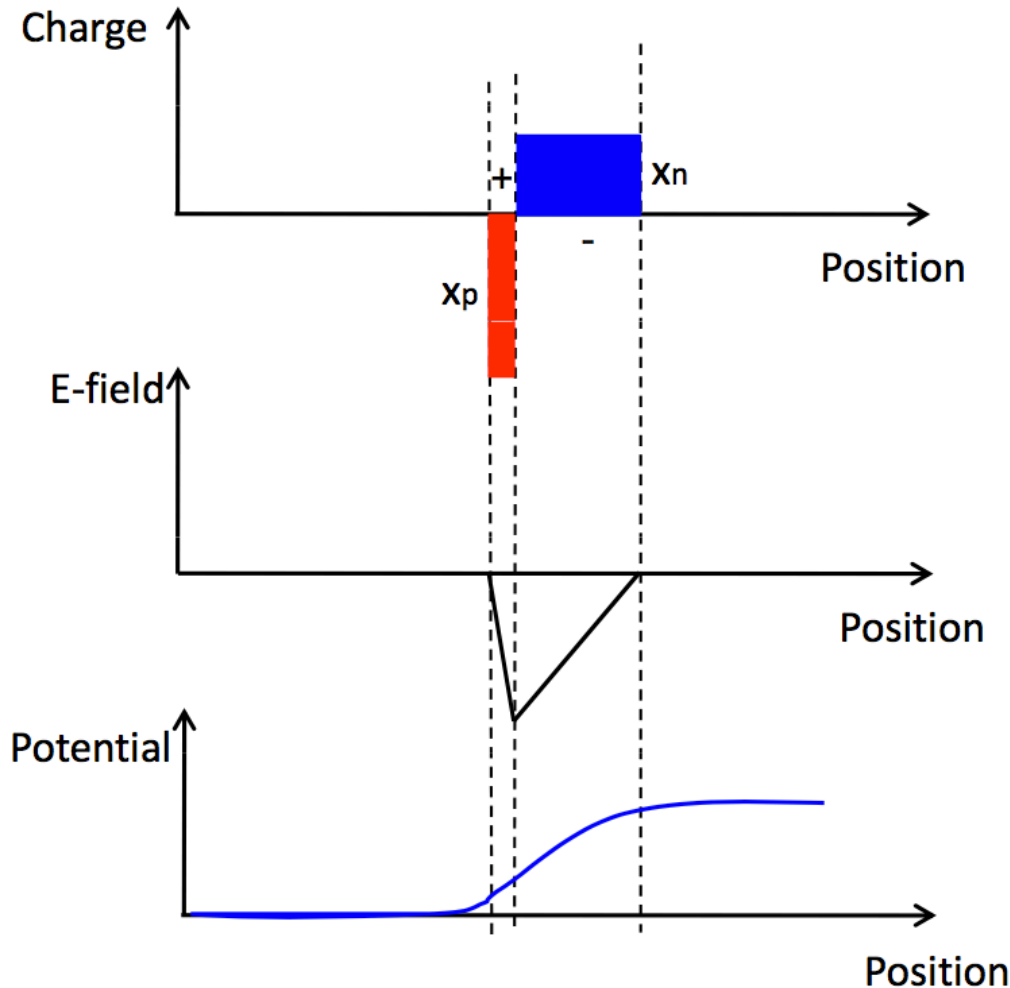 Charge
+
Xn
-
Position
Xp
E-field
Position
Potential
Position